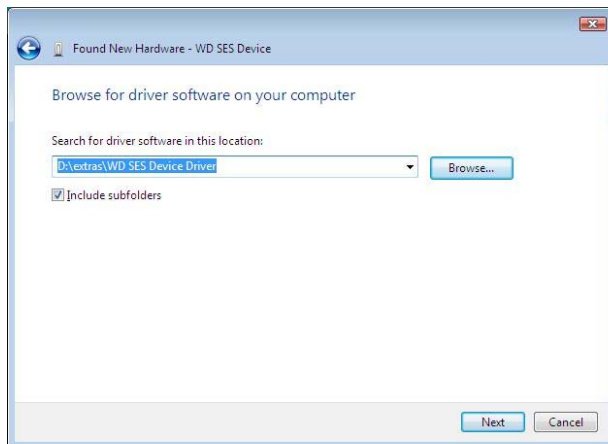 Found New Hardware - WD SES Device
Browse for driver software on your computer
Search for driver software in this location:
D:\extras\WD SES Device Driver
Browse...
Include subfolders
Next
Cancel